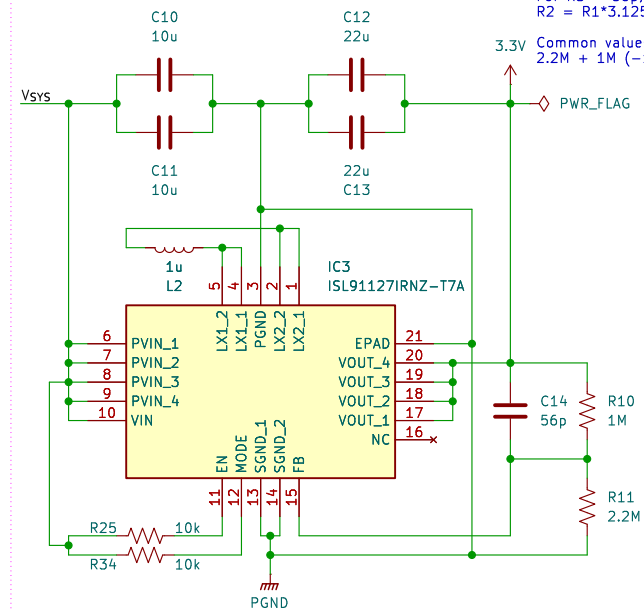 R2 = R1*3.125
C10
10u
C12
22u
3.3V
Common value
2.2M + 1M (-
VSYS
PWR_FLAG
C11
10u
22u
C13
1u
L2
IC3
ISL91127IRNZ-T7A
5
4
3
2
1
LX1_2
LX1_1
PGND
LX2_2
LX2_1
6
PVIN_1
7
PVIN_2
8
PVIN_3
9
PVIN_4
10
VIN
EPAD
21
VOUT_4
20
VOUT_3
19
VOUT_2
18
VOUT_1
17
NC
16
C14
56p
R10
1M
EN
MODE
SGND_1
SGND_2
FB
11
12
13
14
15
R11
2.2M
R25
10k
R34
10k
PGND